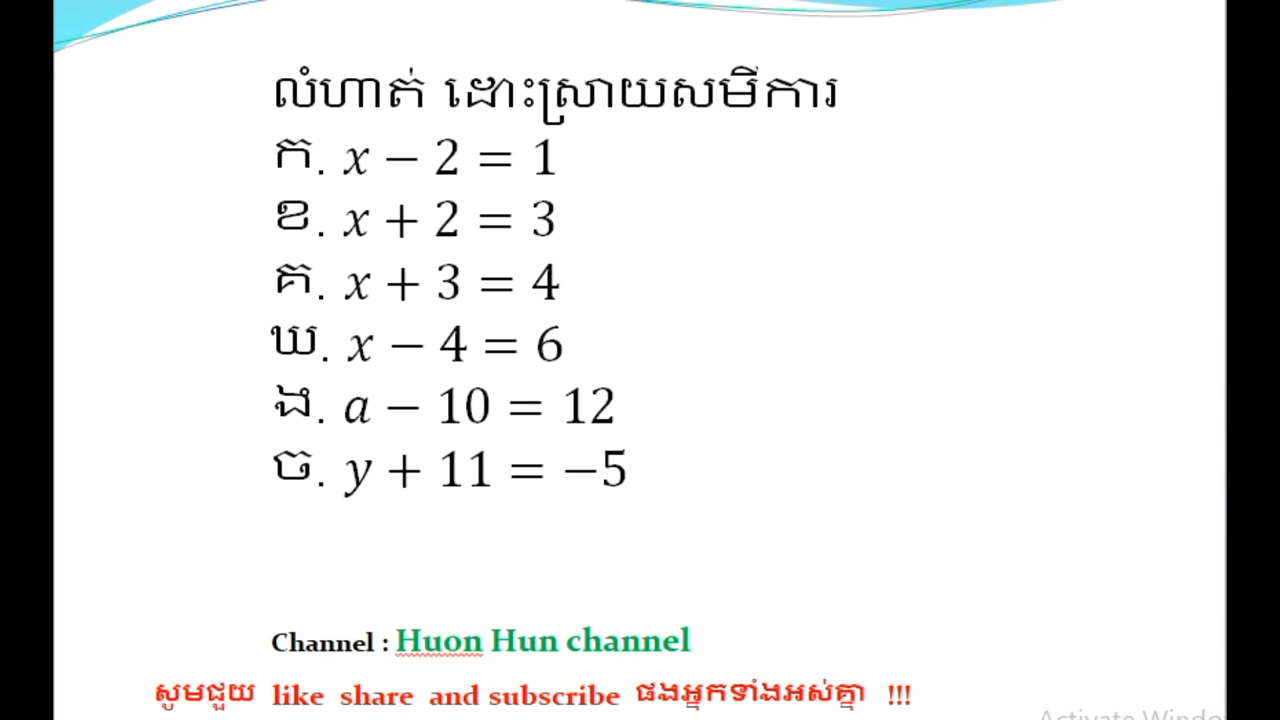 លំហាត់ ដោះស្រាយសមីការ
ក. x − 2 = 1
ខ. x + 2 = 3
គ. x + 3 = 4
ឃ. x − 4 = 6
ង. a − 10 = 12
ច. y + 11 = −5
Channel : Huon Hun channel
សូមជួយ like share and subscribe ផងអ្នកទាំងអស់គ្នា !!!